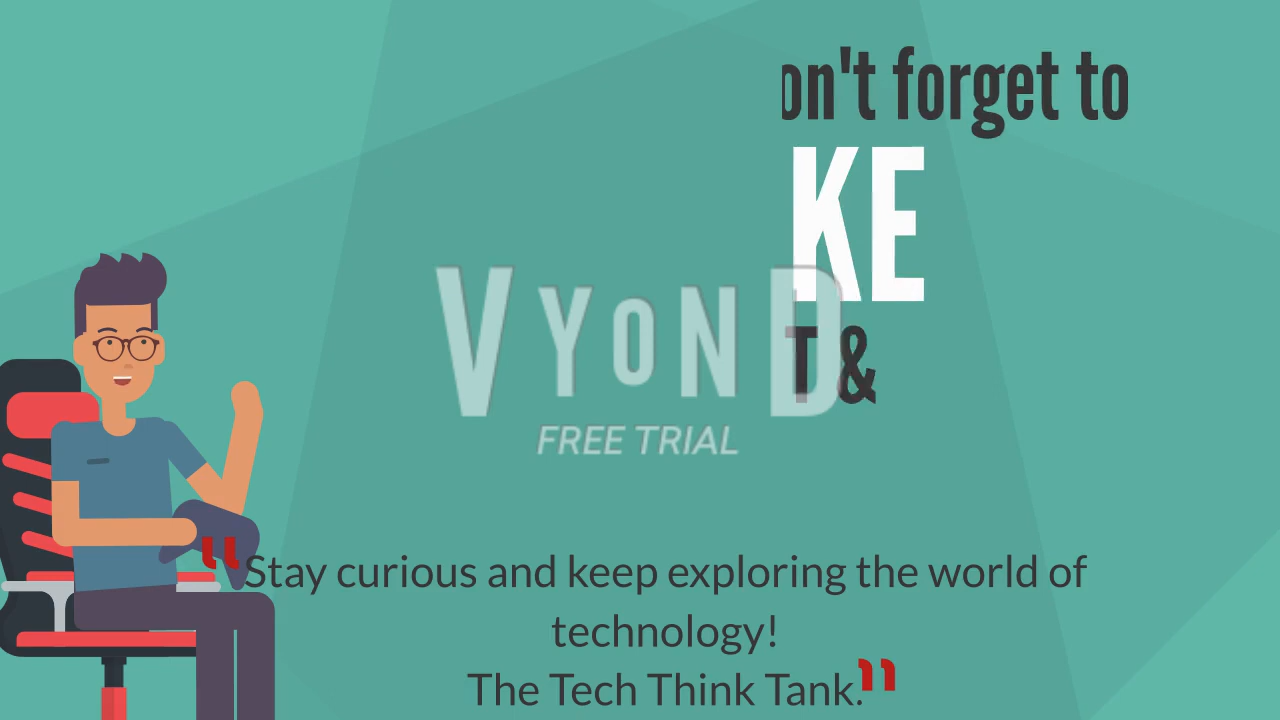 on't forget to
KE
T &
VYOND
FREE TRIAL
"Stay curious and keep exploring the world of
technology!
The Tech Think Tank."